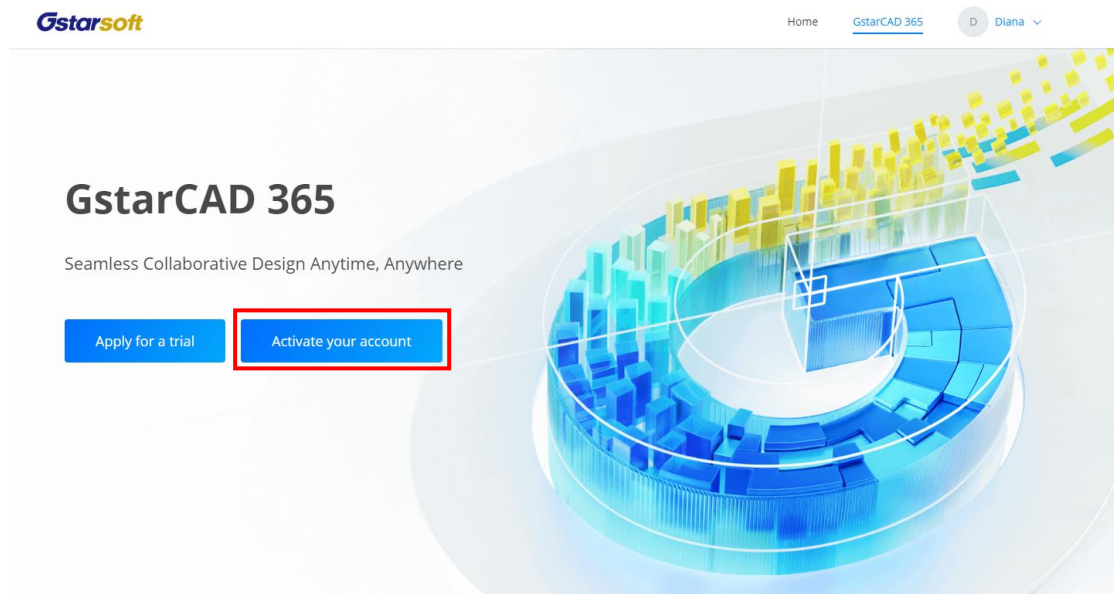 Gstarsoft
Home GstarCAD 365 D Diana
GstarCAD 365
Seamless Collaborative Design Anytime, Anywhere
Apply for a trial Activate your account